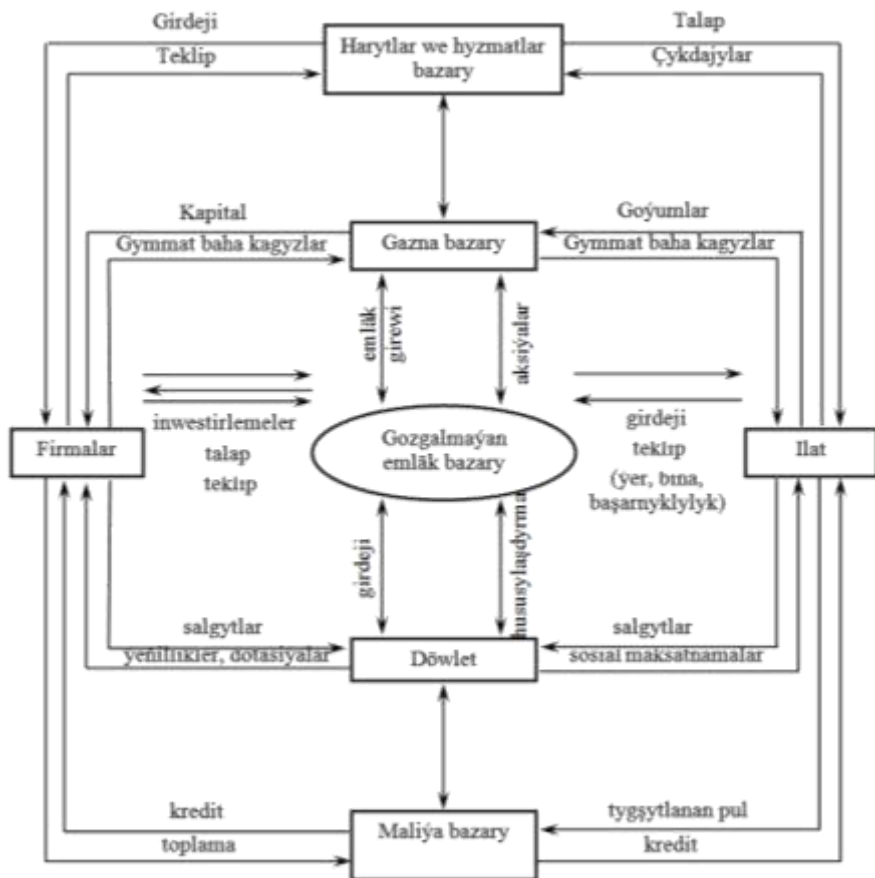 Girdeji
Talap
Harytlar we hyzmatlar
bazary
Teklip
Çykdajylar
Kapital
Goýumlar
Gazna bazary
Gymmat baha kagyzlar
Gymmat baha kagyzlar
emläk
girewi
aksiýalar
inwestirlemeler
talap
teklip
girdeji
teklip
(ýer, bina,
başarnyklylyk)
Firmalar
Gozgalmaýan
emläk bazary
Ilat
girdeji
hususylaşdyrma
salgytlar
ýeňillikler, dotasiýalar
Döwlet
salgytlar
sosial maksatnamalar
kredit
toplama
Maliýa bazary
tygşytlanan pul
kredit